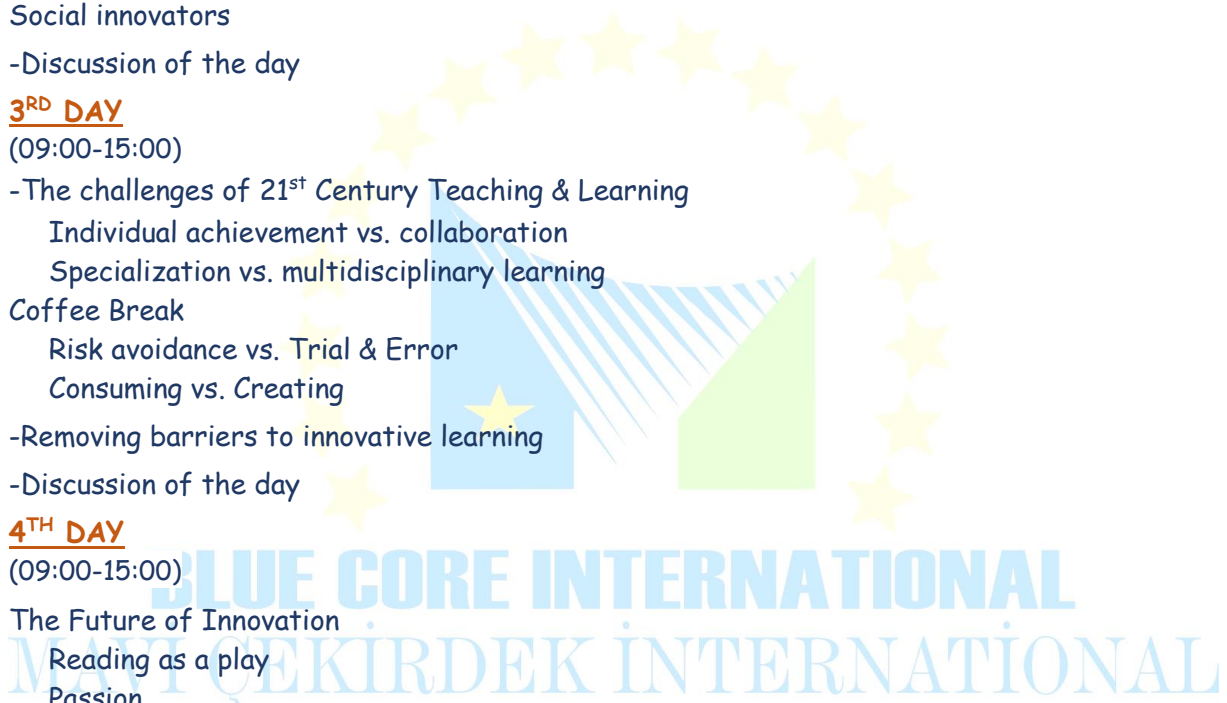 Social innovators
-Discussion of the day
3RD DAY
(09:00-15:00)
-The challenges of 21st Century Teaching & Learning
Individual achievement vs. collaboration
Specialization vs. multidisciplinary learning
Coffee Break
Risk avoidance vs. Trial & Error
Consuming vs. Creating
-Removing barriers to innovative learning
-Discussion of the day
4TH DAY
(09:00-15:00)
BLUE CORE INTERNATIONAL
The Future of Innovation
MAVİ ÇEKİRDEK İNTERNATİONAL
Reading as a play
Passion